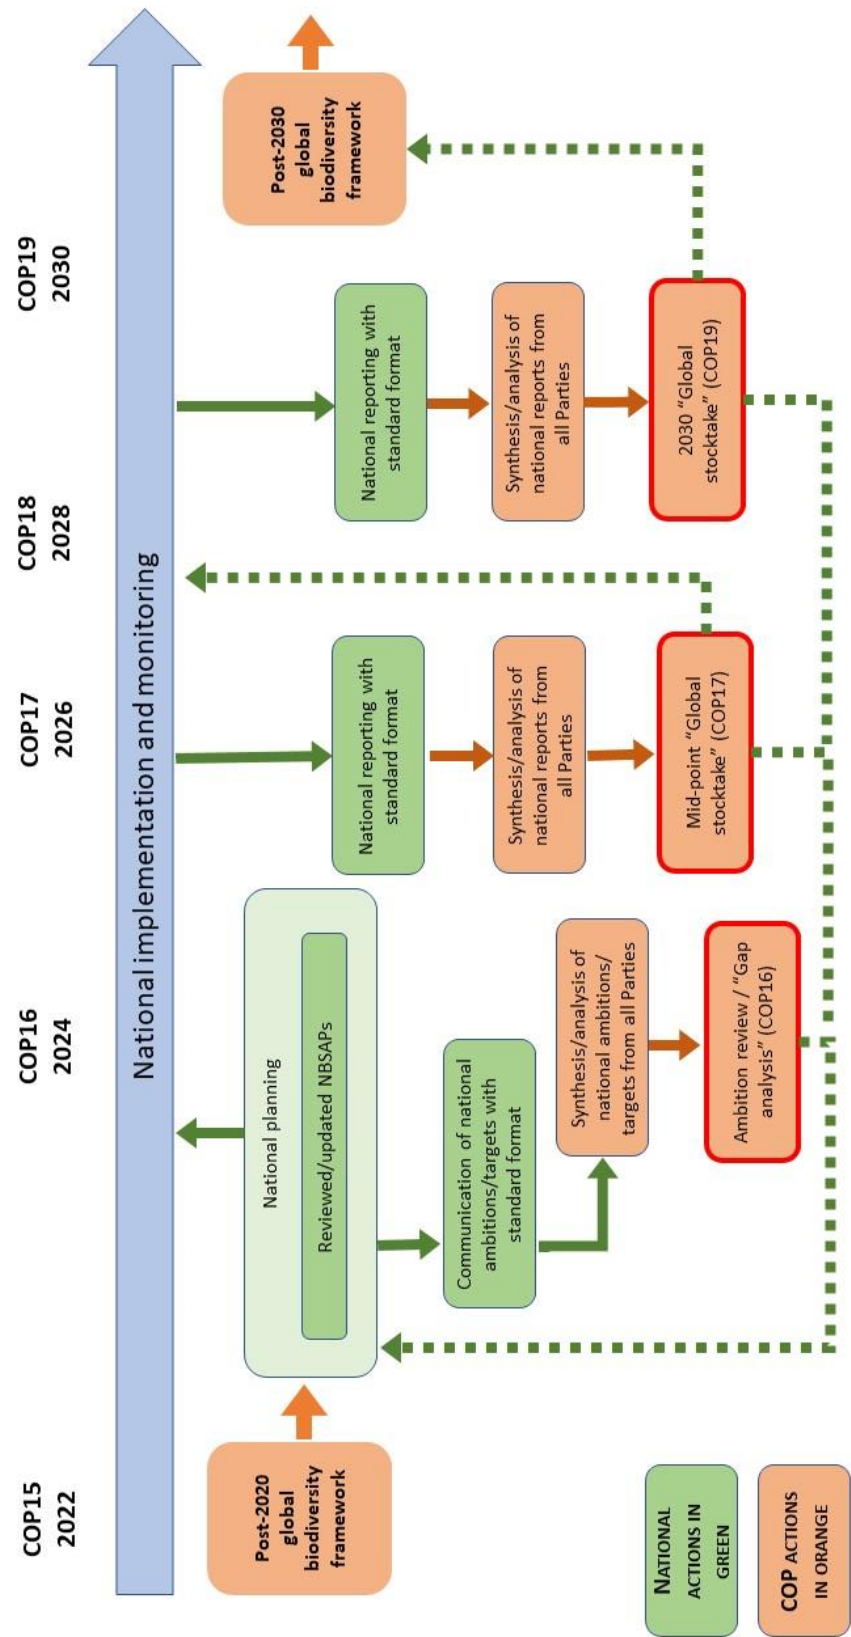 COP15
2022
COP16
2024
COP17
2026
COP18
2028
COP19
2030
National implementation and monitoring
Post-2020
global
biodiversity
framework
National planning
Reviewed/updated NBSAPs
Communication of national
ambitions/targets with
standard format
Synthesis/analysis of
national ambitions/
targets from all Parties
Ambition review / “Gap
analysis” (COP16)
National reporting with
standard format
Synthesis/analysis of
national reports from
all Parties
Mid-point “Global
stocktake” (COP17)
National reporting with
standard format
Synthesis/analysis of
national reports from
all Parties
2030 “Global
stocktake” (COP19)
Post-2030
global
biodiversity
framework
NATIONAL
ACTIONS IN
GREEN
COP ACTIONS
IN ORANGE